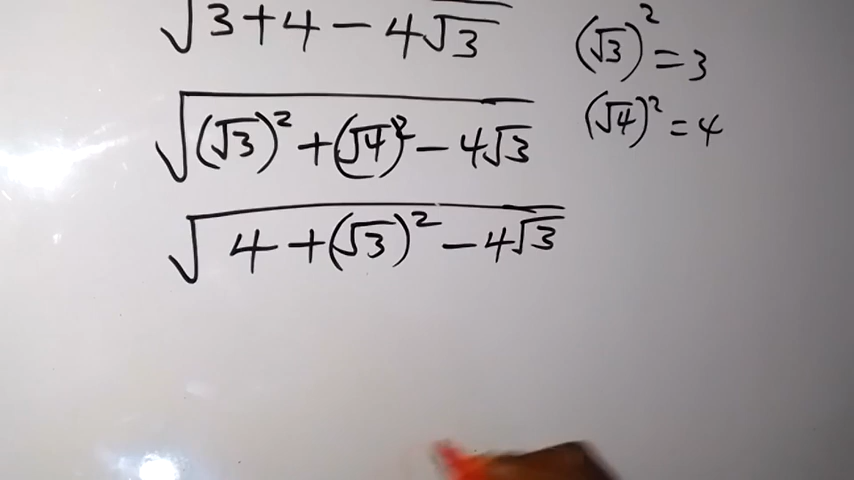 √3+4-4√3
(√3)² = 3
√(√3)²+(√4)²-4√3
(√4)² = 4
√4+(√3)²-4√3